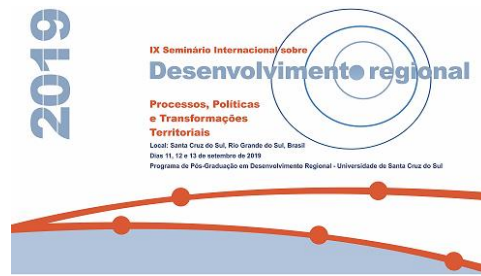 2019
IX Seminário Internacional sobre
Desenvolvimento regional
Processos, Políticas
e Transformações
Territoriais
Local: Santa Cruz do Sul, Rio Grande do Sul, Brasil
Dias 11, 12 e 13 de setembro de 2019
Programa de Pós-Graduação em Desenvolvimento Regional - Universidade de Santa Cruz do Sul